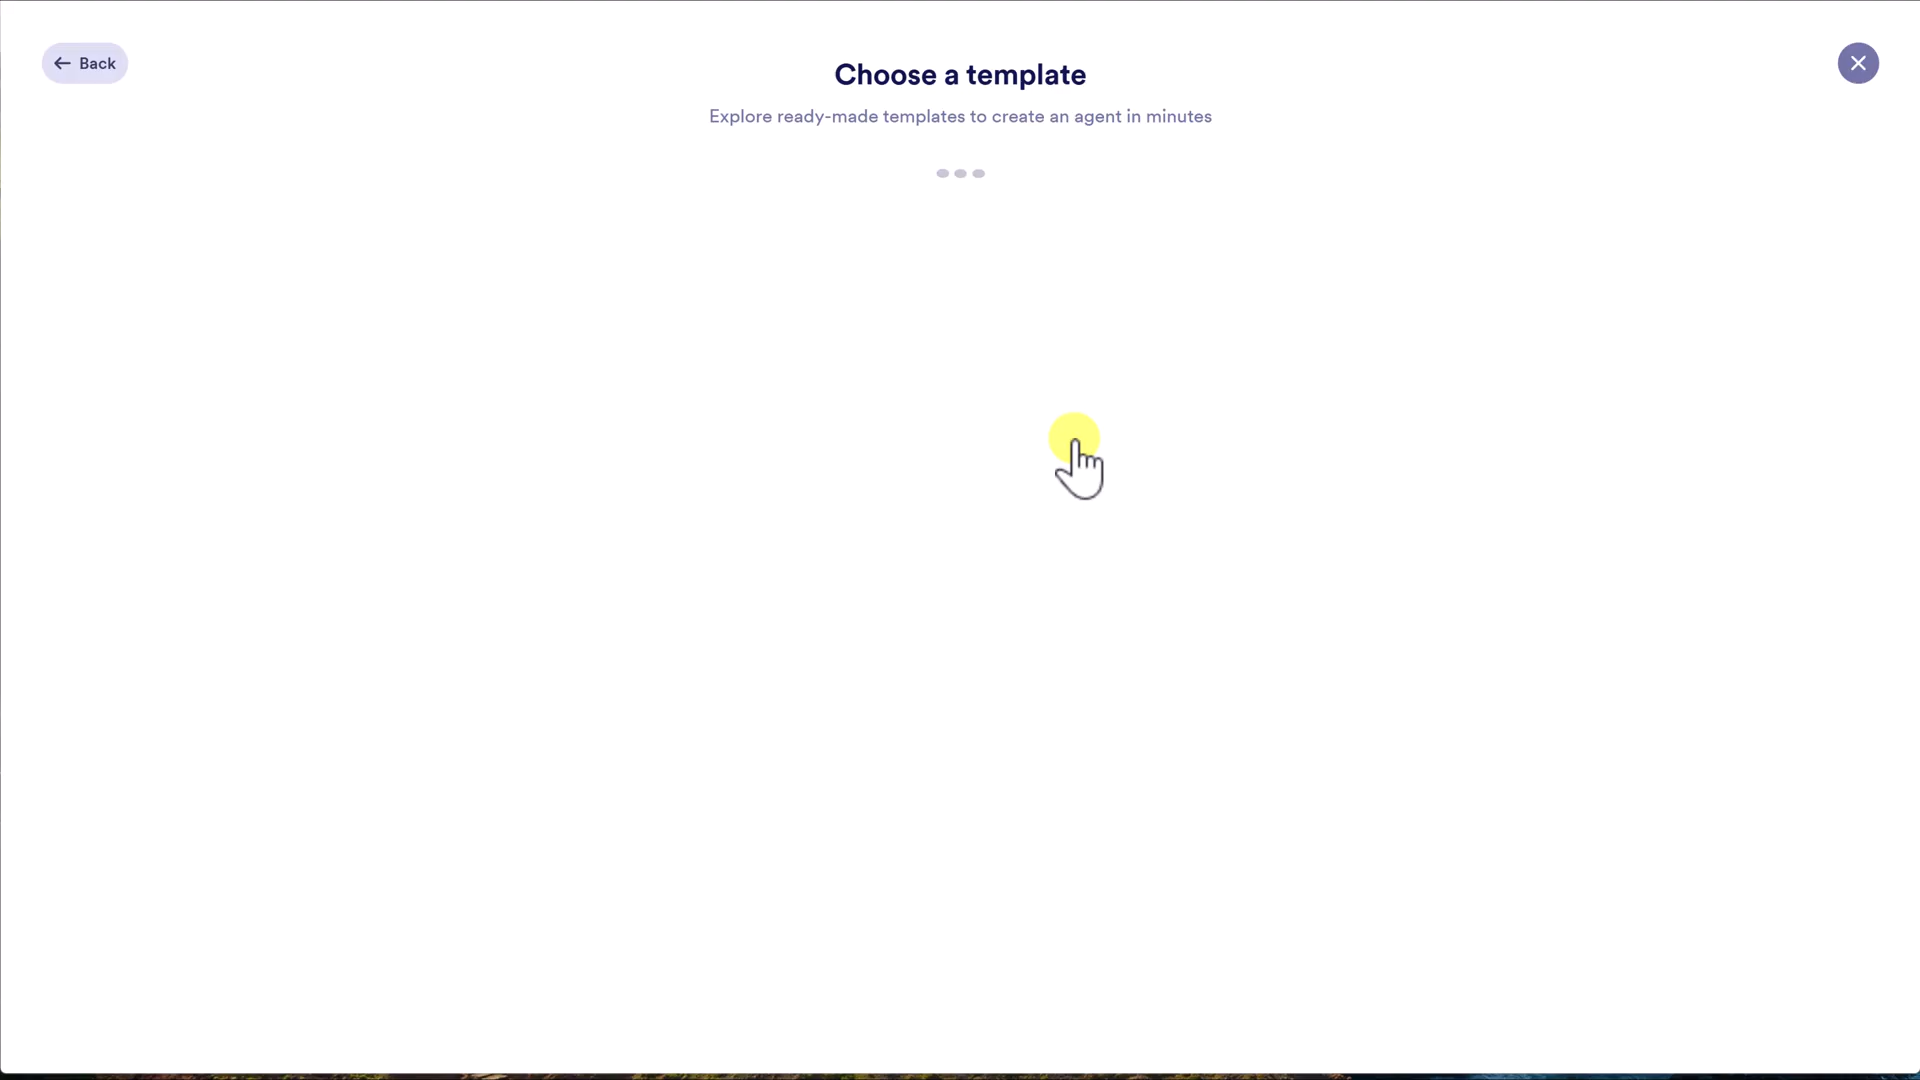 Back
Choose a template
Explore ready-made templates to create an agent in minutes